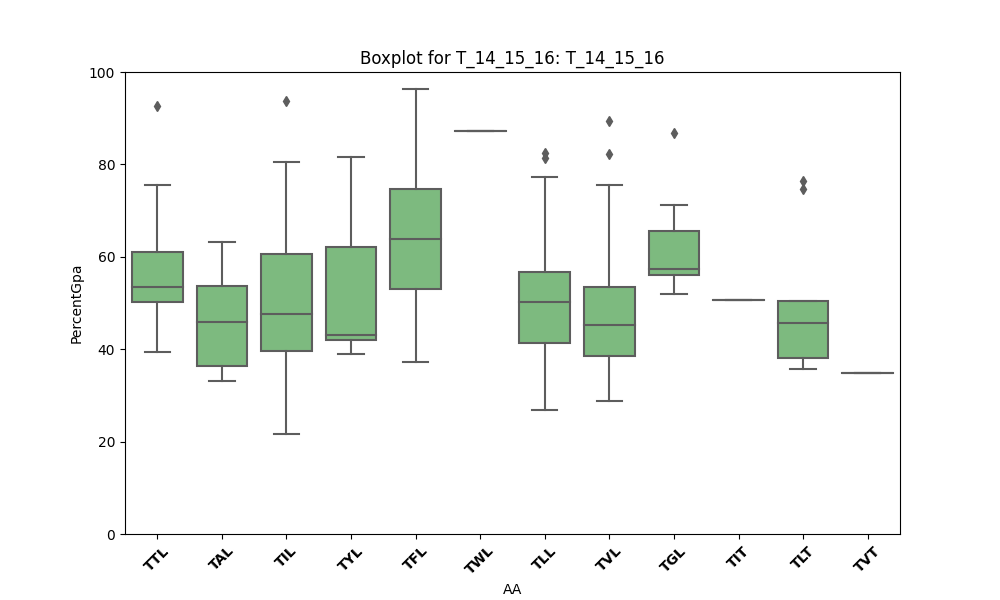 Boxplot for T_14_15_16: T_14_15_16
PercentGpa
100
80
60
40
20
0
TTL TAL TIL TYL TFL TWL TLL TVL TGL TIT TLT TVT
AA